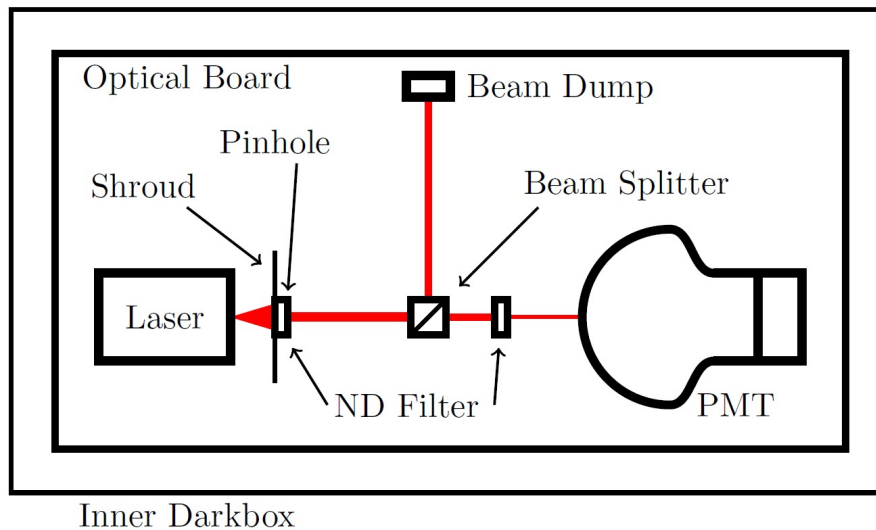 Optical Board
Beam Dump
Pinhole
Shroud
Beam Splitter
Laser
ND Filter
PMT
Inner Darkbox